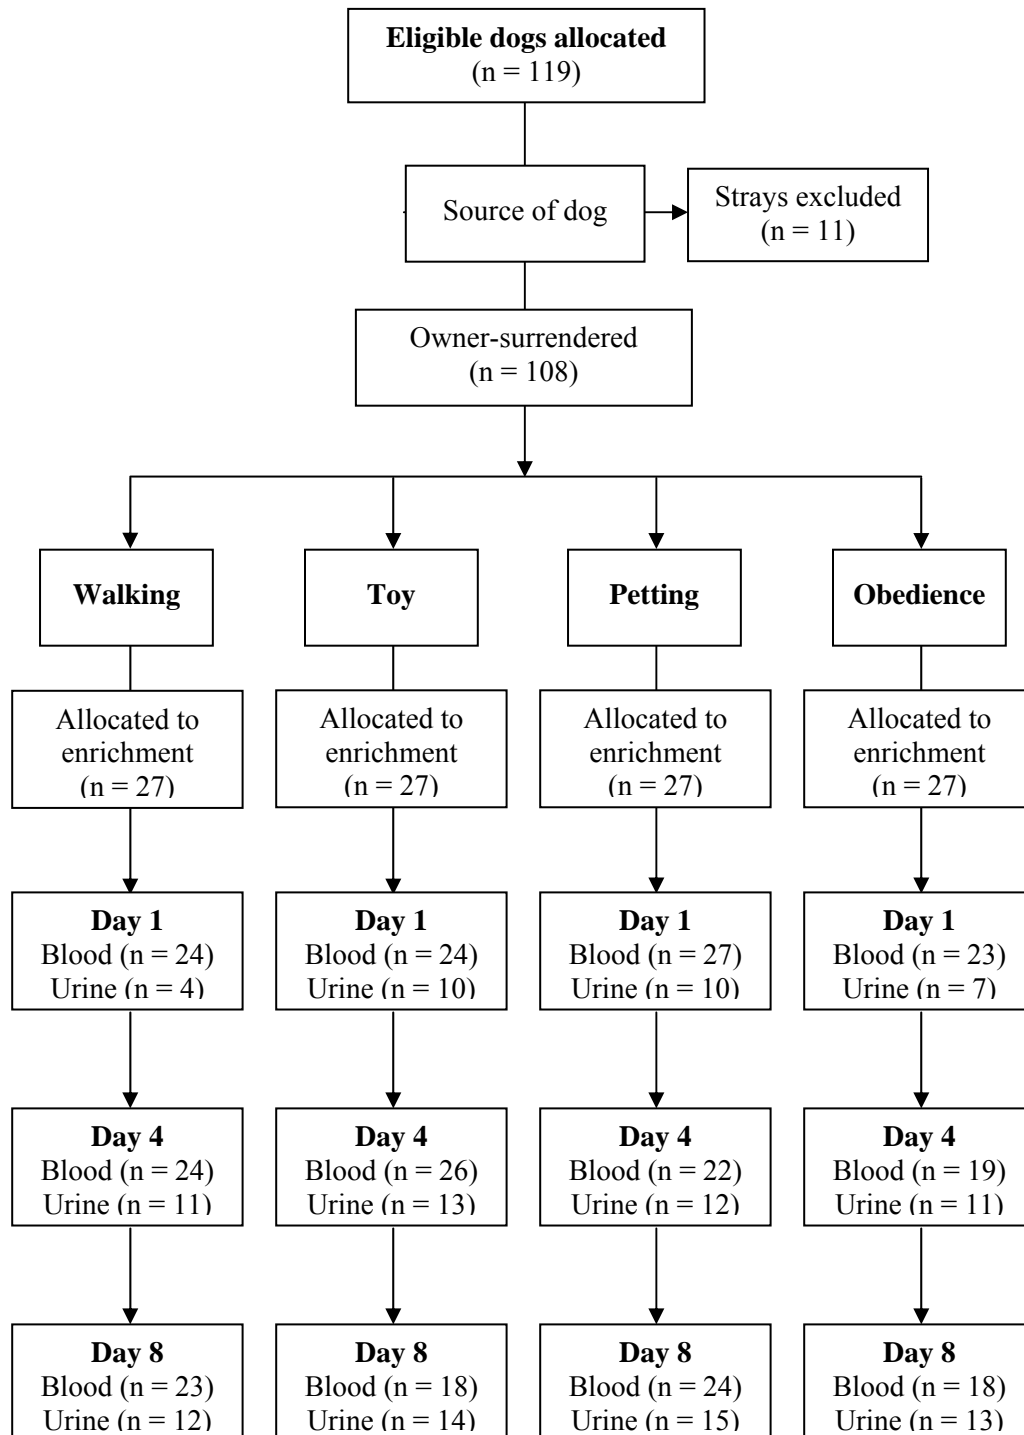 Eligible dogs allocated
(n = 119)
Source of dog
Strays excluded
(n = 11)
Owner-surrendered
(n = 108)
Walking
Toy
Petting
Obedience
Allocated to
enrichment
(n = 27)
Allocated to
enrichment
(n = 27)
Allocated to
enrichment
(n = 27)
Allocated to
enrichment
(n = 27)
Day 1
Blood (n = 24)
Urine (n = 4)
Day 1
Blood (n = 24)
Urine (n = 10)
Day 1
Blood (n = 27)
Urine (n = 10)
Day 1
Blood (n = 23)
Urine (n = 7)
Day 4
Blood (n = 24)
Urine (n = 11)
Day 4
Blood (n = 26)
Urine (n = 13)
Day 4
Blood (n = 22)
Urine (n = 12)
Day 4
Blood (n = 19)
Urine (n = 11)
Day 8
Blood (n = 23)
Urine (n = 12)
Day 8
Blood (n = 18)
Urine (n = 14)
Day 8
Blood (n = 24)
Urine (n = 15)
Day 8
Blood (n = 18)
Urine (n = 13)